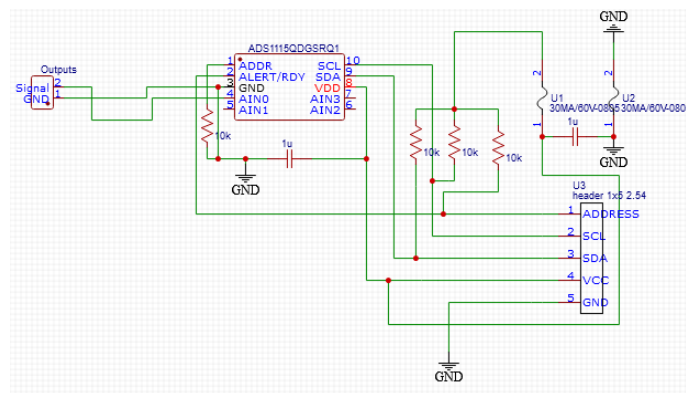 GND
ADS1115QDGSRQ1
Outputs
Signal 2
GND 1
1 ADDR
2 ALERT/RDY
3 GND
4 AIN0
5 AIN1
SCL 10
SDA 9
VDD 8
AIN3 7
AIN2 6
2
U1
30MA/60V-0805
1
2
U2
30MA/60V-080
1
10k
1u
GND
10k
10k
10k
1u
GND
U3
header 1x5 2.54
1 ADDRESS
2 SCL
3 SDA
4 VCC
5 GND
GND